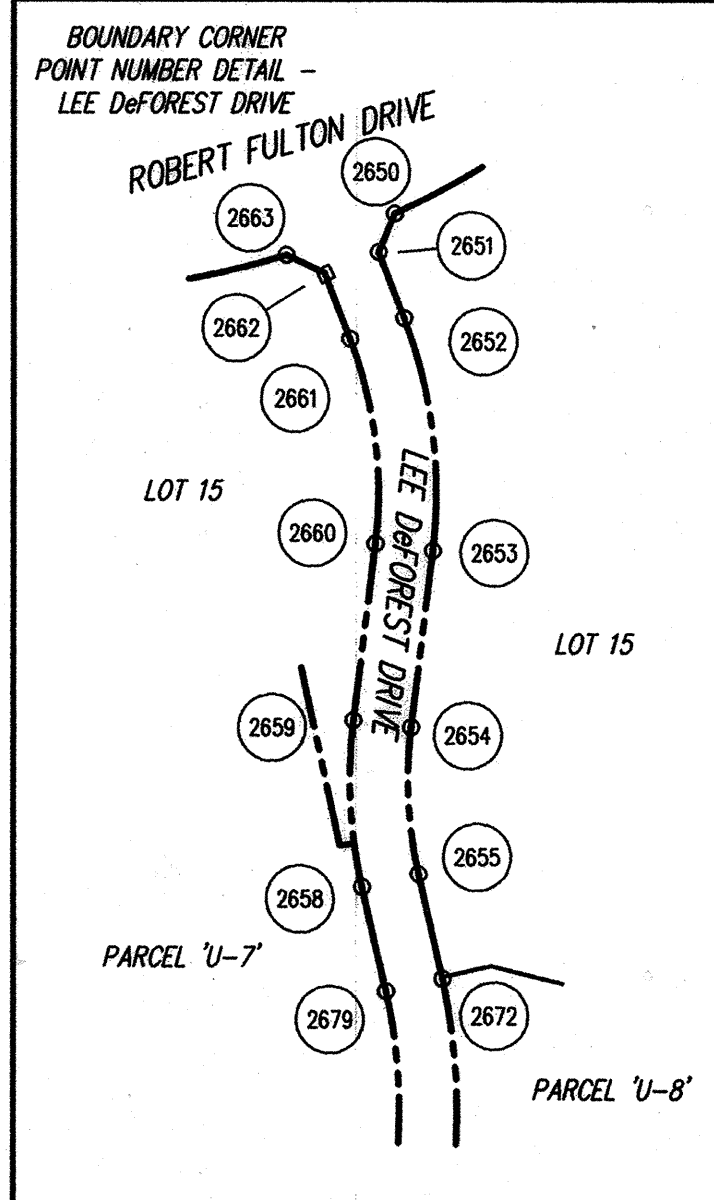 BOUNDARY CORNER
POINT NUMBER DETAIL –
LEE DeFOREST DRIVE
ROBERT FULTON DRIVE
2650
2663
2651
2662
2652
2661
LOT 15
LEE DeFOREST DRIVE
2660
2653
LOT 15
2659
2654
2655
2658
PARCEL 'U-7'
2679
2672
PARCEL 'U-8'